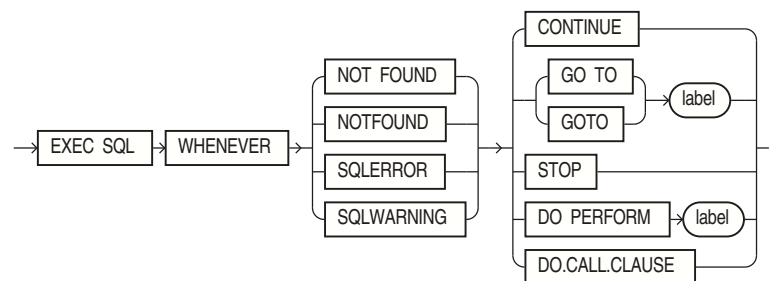 EXEC SQL
WHENEVER
NOT FOUND
NOTFOUND
SQLERROR
SQLWARNING
CONTINUE
GO TO
GOTO
label
STOP
DO PERFORM
label
DO.CALL.CLAUSE